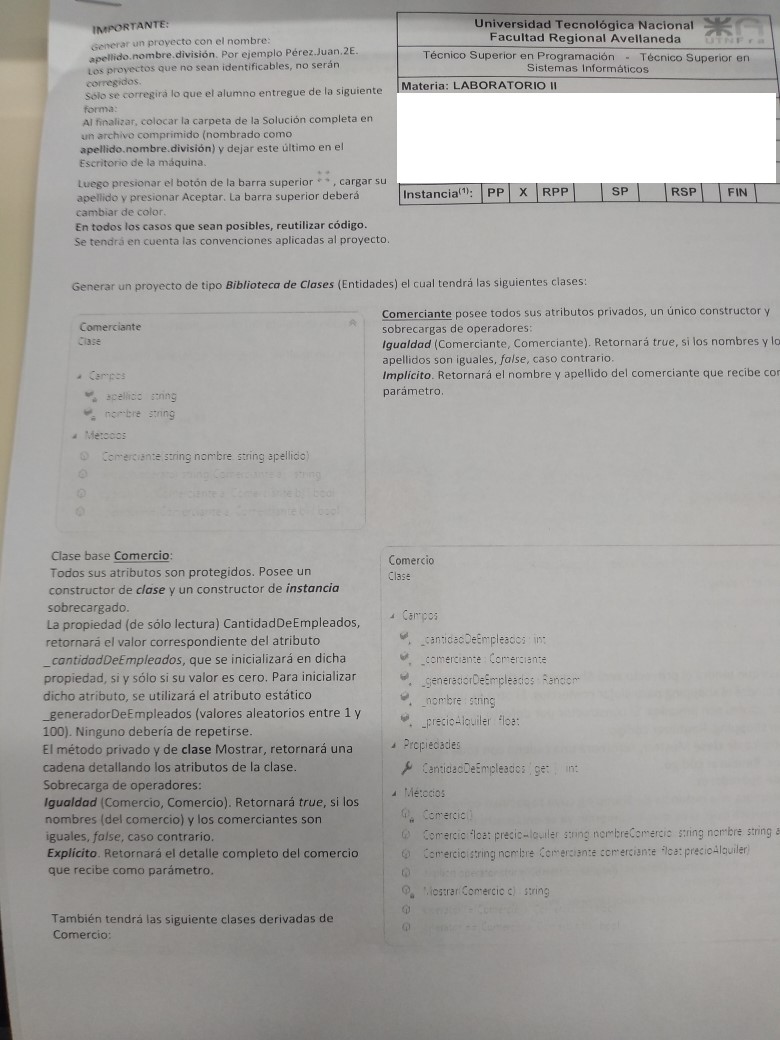 IMPORTANTE:
Generar un proyecto con el nombre:
apellido.nombre.división. Por ejemplo Pérez.Juan.2E.
Los proyectos que no sean identificables, no serán
corregidos.
Sólo se corregirá lo que el alumno entregue de la siguiente
forma:
Al finalizar, colocar la carpeta de la Solución completa en
un archivo comprimido (nombrado como
apellido.nombre.división) y dejar este último en el
Escritorio de la máquina.
Luego presionar el botón de la barra superior , cargar su
apellido y presionar Aceptar. La barra superior deberá
cambiar de color.
En todos los casos que sean posibles, reutilizar código.
Se tendrá en cuenta las convenciones aplicadas al proyecto.
Universidad Tecnológica Nacional
Facultad Regional Avellaneda
UTNFra
Técnico Superior en Programación - Técnico Superior en
Sistemas Informáticos
Materia: LABORATORIO II
Instancia(1): PP X RPP SP RSP FIN
Generar un proyecto de tipo Biblioteca de Clases (Entidades) el cual tendrá las siguientes clases:
Comerciante
Clase
Campos
apellido : string
nombre : string
Métodos
Comerciante(string nombre, string apellido)
Comerciante posee todos sus atributos privados, un único constructor y
sobrecargas de operadores:
Igualdad (Comerciante, Comerciante). Retornará true, si los nombres y lo
apellidos son iguales, false, caso contrario.
Implícito. Retornará el nombre y apellido del comerciante que recibe co
parámetro.
Clase base Comercio:
Todos sus atributos son protegidos. Posee un
constructor de clase y un constructor de instancia
sobrecargado.
La propiedad (de sólo lectura) CantidadDeEmpleados,
retornará el valor correspondiente del atributo
_cantidadDeEmpleados, que se inicializará en dicha
propiedad, si y sólo si su valor es cero. Para inicializar
dicho atributo, se utilizará el atributo estático
_generadorDeEmpleados (valores aleatorios entre 1 y
100). Ninguno debería de repetirse.
El método privado y de clase Mostrar, retornará una
cadena detallando los atributos de la clase.
Sobrecarga de operadores:
Igualdad (Comercio, Comercio). Retornará true, si los
nombres (del comercio) y los comerciantes son
iguales, false, caso contrario.
Explícito. Retornará el detalle completo del comercio
que recibe como parámetro.
También tendrá las siguiente clases derivadas de
Comercio:
Comercio
Clase
Campos
_cantidadDeEmpleados : int
_comerciante : Comerciante
_generadorDeEmpleados : Random
_nombre : string
_precioAlquiler : float
Propiedades
CantidadDeEmpleados { get; } : int
Métodos
Comercio()
Comercio(float precioAlquiler, string nombreComercio, string nombre, string a
Comercio(string nombre, Comerciante comerciante, float precioAlquiler)
Mostrar(Comercio c) : string